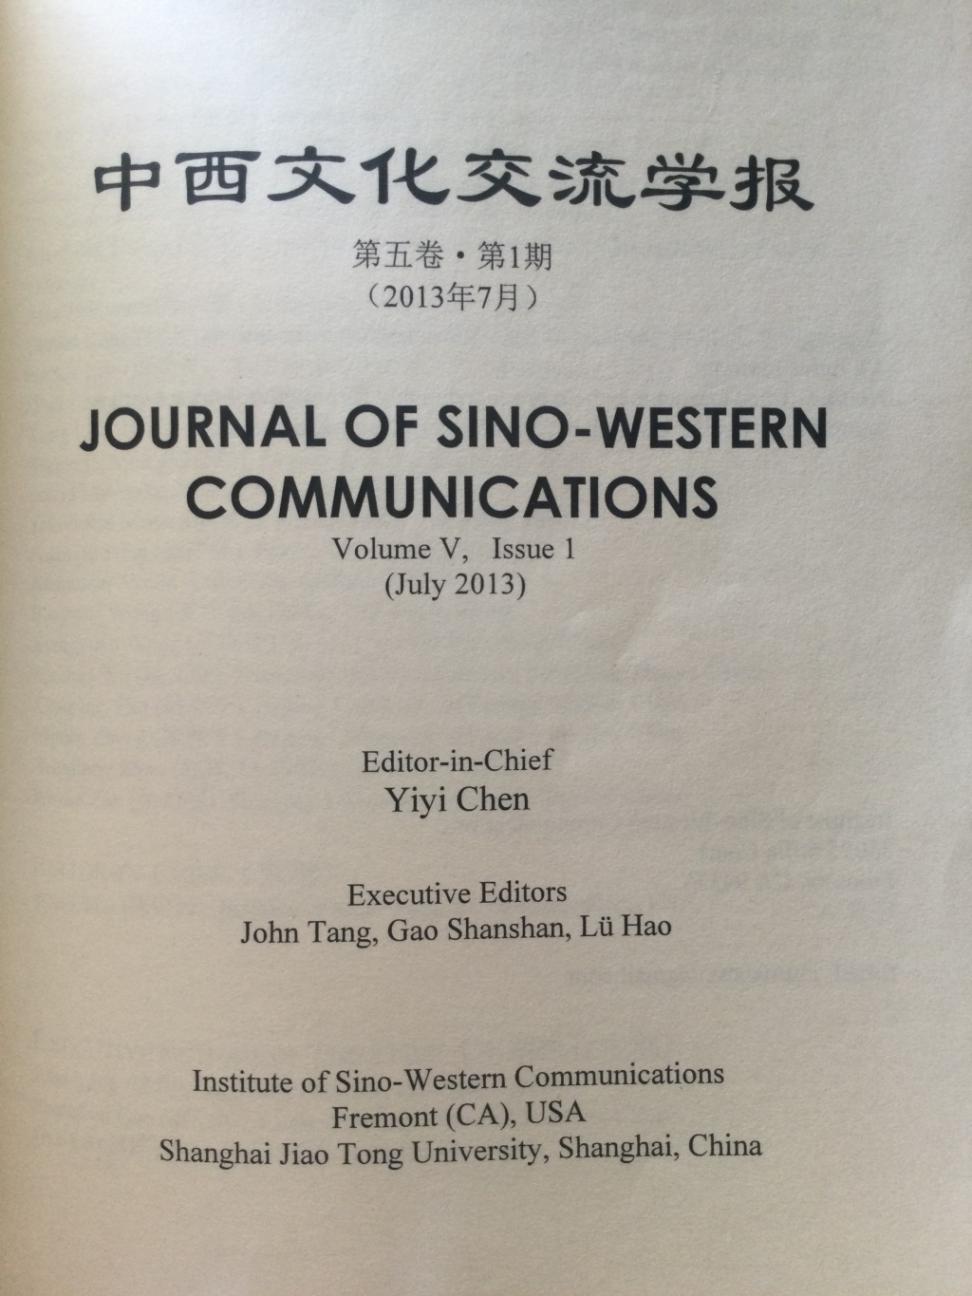 中西文化交流学报
第五卷·第1期
（2013年7月）
JOURNAL OF SINO-WESTERN
COMMUNICATIONS
Volume V, Issue 1
(July 2013)
Editor-in-Chief
Yiyi Chen
Executive Editors
John Tang, Gao Shanshan, Lü Hao
Institute of Sino-Western Communications
Fremont (CA), USA
Shanghai Jiao Tong University, Shanghai, China